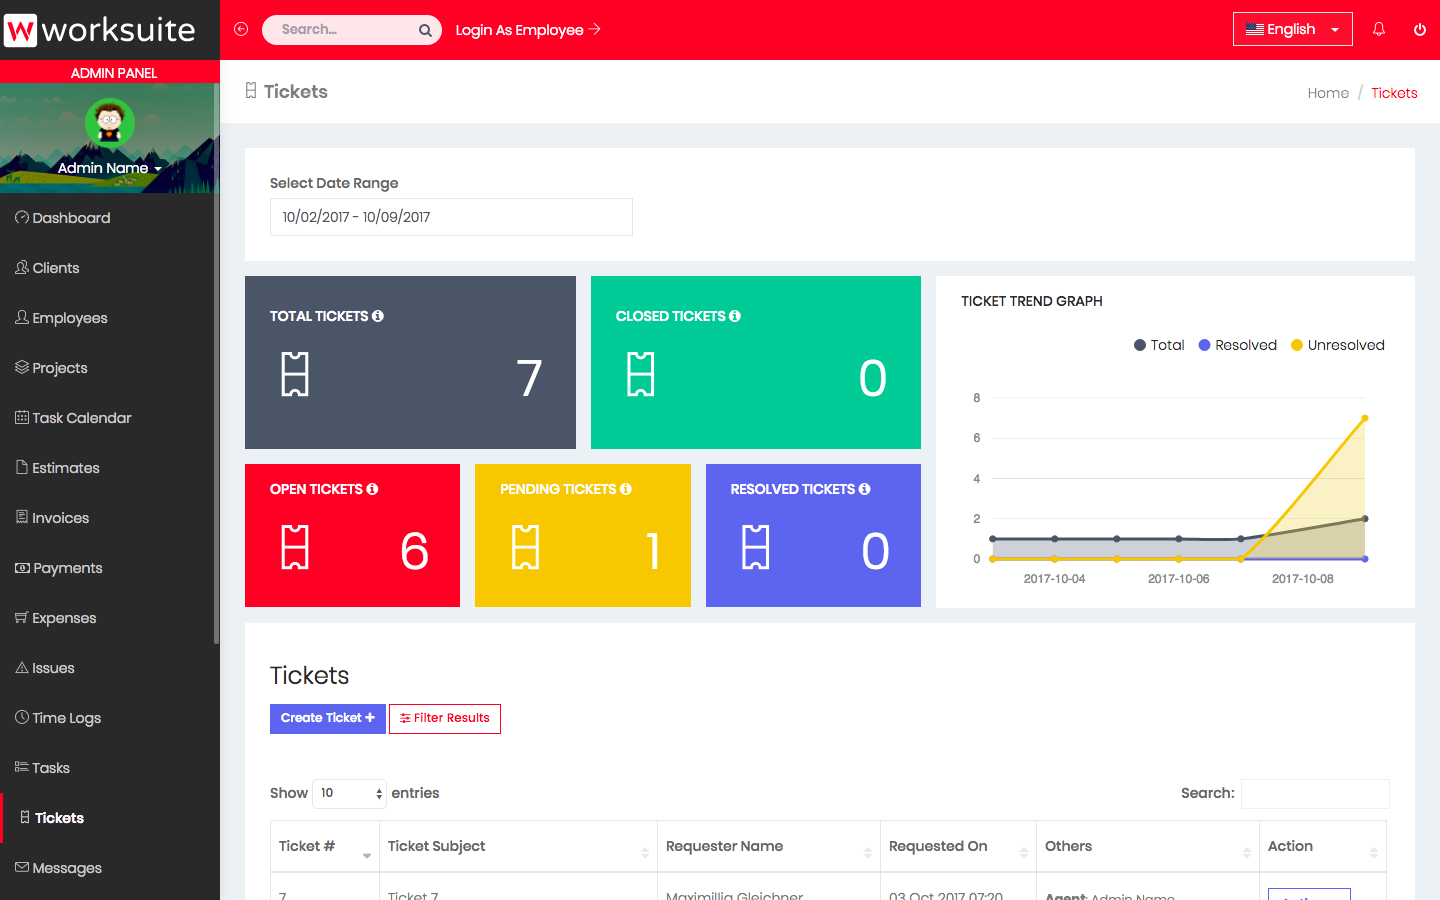 worksuite
Search...
Login As Employee
English
ADMIN PANEL
Tickets
Home / Tickets
Admin Name
Dashboard
Clients
Employees
Projects
Task Calendar
Estimates
Invoices
Payments
Expenses
Issues
Time Logs
Tasks
Tickets
Messages
Select Date Range
10/02/2017 - 10/09/2017
TOTAL TICKETS
7
CLOSED TICKETS
0
OPEN TICKETS
6
PENDING TICKETS
1
RESOLVED TICKETS
0
TICKET TREND GRAPH
Total Resolved Unresolved
8
6
4
2
0
2017-10-04 2017-10-06 2017-10-08
Tickets
Create Ticket + Filter Results
Show 10 entries
Search:
Ticket # Ticket Subject Requester Name Requested On Others Action
7 Ticket 7 Maximillia Gleichner 03 Oct 2017 07:20 Agent: Admin Name